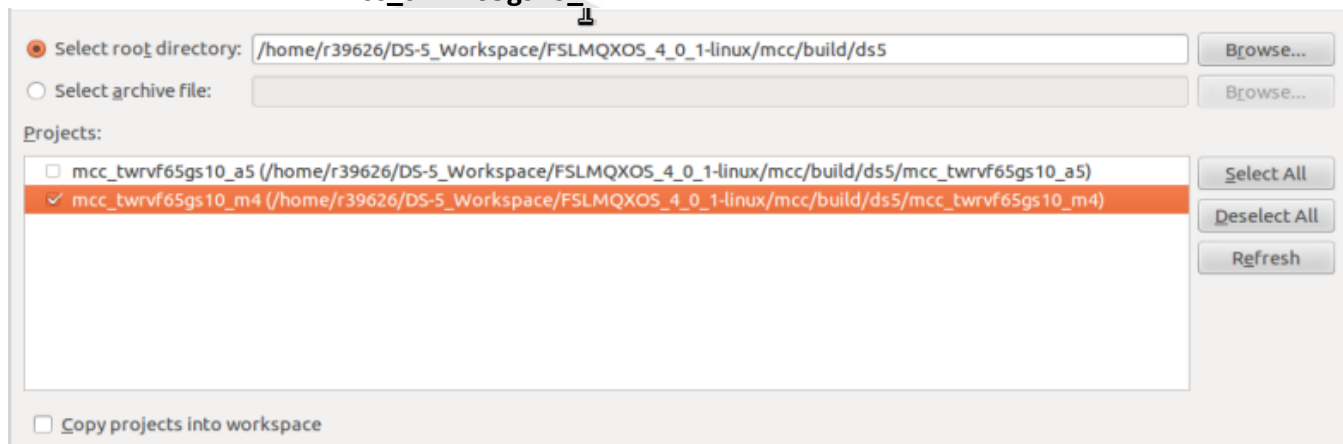 Select root directory: /home/r39626/DS-5_Workspace/FSLMQXOS_4_0_1-linux/mcc/build/ds5 Browse...
Select archive file: Browse...
Projects:
mcc_twrvf65gs10_a5 (/home/r39626/DS-5_Workspace/FSLMQXOS_4_0_1-linux/mcc/build/ds5/mcc_twrvf65gs10_a5) Select All
mcc_twrvf65gs10_m4 (/home/r39626/DS-5_Workspace/FSLMQXOS_4_0_1-linux/mcc/build/ds5/mcc_twrvf65gs10_m4) Deselect All
Refresh
Copy projects into workspace